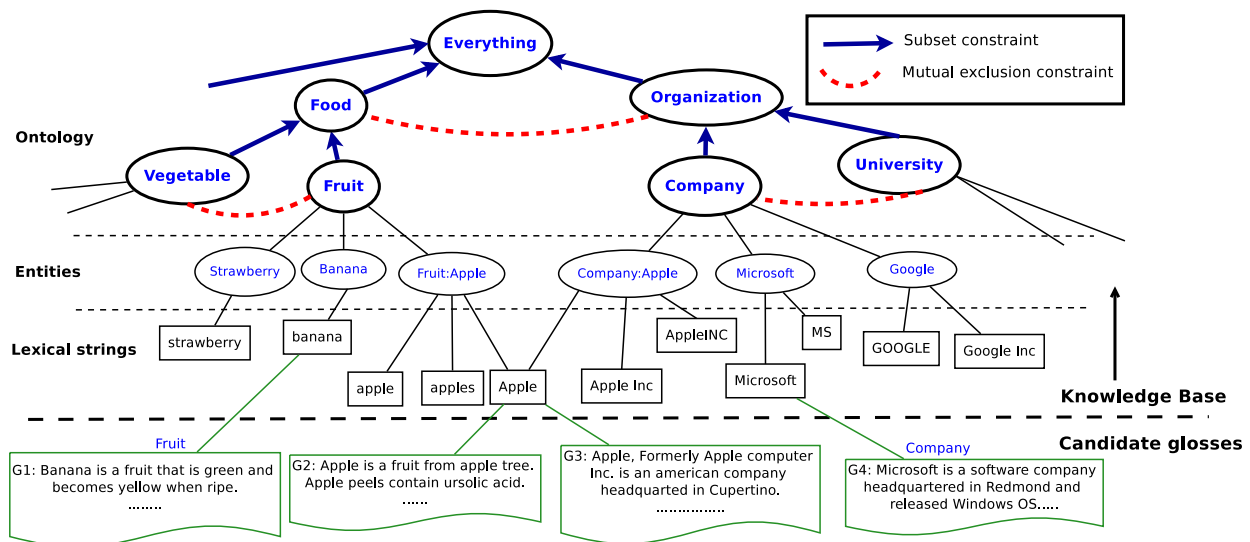 Everything
Subset constraint
Mutual exclusion constraint
Food
Organization
Ontology
Vegetable
Fruit
Company
University
Entities
Strawberry
Banana
Fruit:Apple
Company:Apple
Microsoft
Google
Lexical strings
strawberry
banana
apple
apples
Apple
Apple Inc
AppleINC
Microsoft
MS
GOOGLE
Google Inc
Knowledge Base
Candidate glosses
Fruit
G1: Banana is a fruit that is green and
becomes yellow when ripe.
........
G2: Apple is a fruit from apple tree.
Apple peels contain ursolic acid.
......
G3: Apple, Formerly Apple computer
Inc. is an american company
headquarted in Cupertino.
...............
Company
G4: Microsoft is a software company
headquartered in Redmond and
released Windows OS.....